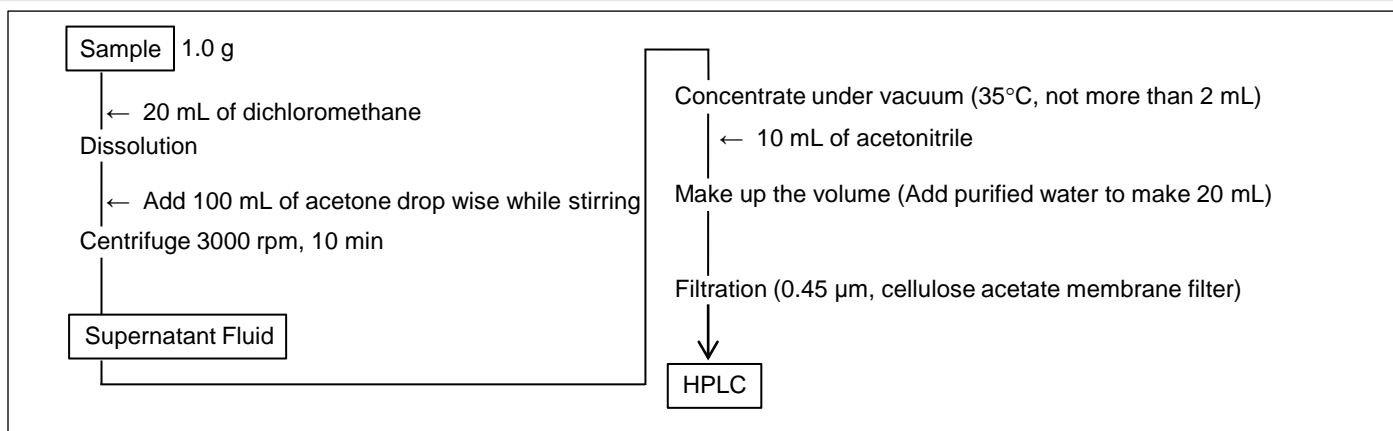 Sample 1.0 g
← 20 mL of dichloromethane
Dissolution
← Add 100 mL of acetone drop wise while stirring
Centrifuge 3000 rpm, 10 min
Supernatant Fluid
Concentrate under vacuum (35°C, not more than 2 mL)
← 10 mL of acetonitrile
Make up the volume (Add purified water to make 20 mL)
Filtration (0.45 μm, cellulose acetate membrane filter)
HPLC